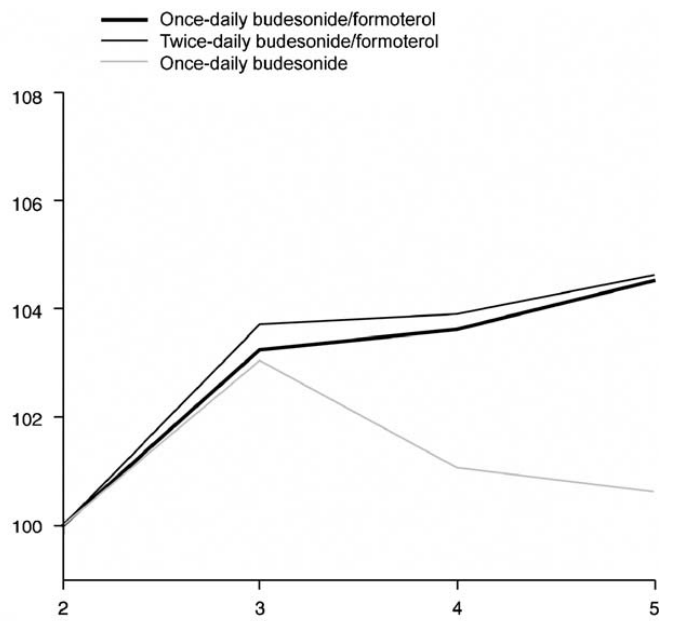 Once-daily budesonide/formoterol
Twice-daily budesonide/formoterol
Once-daily budesonide
108
106
104
102
100
2 3 4 5